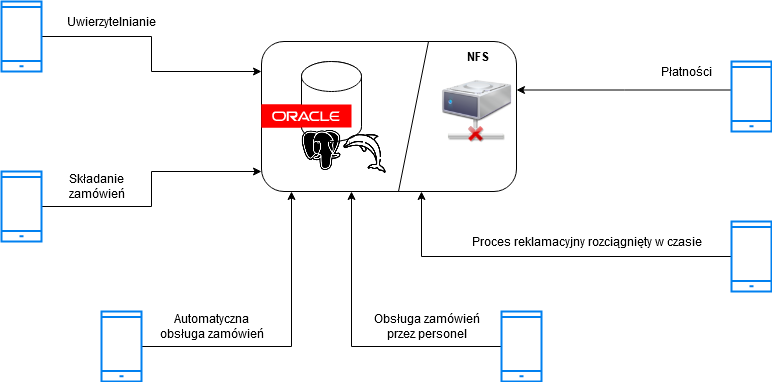 Uwierzytelnianie
NFS
Płatności
ORACLE
Składanie
zamówień
Proces reklamacyjny rozciągnięty w czasie
Automatyczna
obsługa zamówień
Obsługa zamówień
przez personel